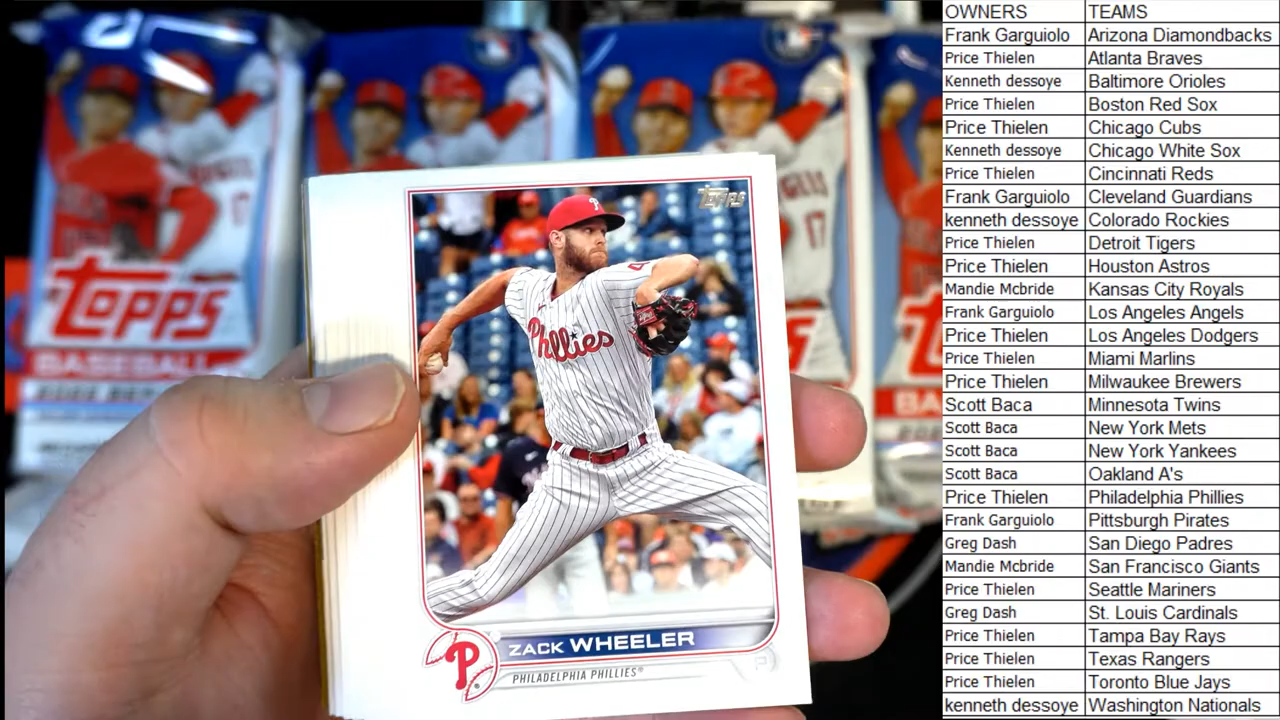 OWNERS TEAMS
Frank Garguiolo Arizona Diamondbacks
Price Thielen Atlanta Braves
Kenneth dessoye Baltimore Orioles
Price Thielen Boston Red Sox
Price Thielen Chicago Cubs
Kenneth dessoye Chicago White Sox
Price Thielen Cincinnati Reds
Frank Garguiolo Cleveland Guardians
kenneth dessoye Colorado Rockies
Price Thielen Detroit Tigers
Price Thielen Houston Astros
Mandie Mcbride Kansas City Royals
Frank Garguiolo Los Angeles Angels
Price Thielen Los Angeles Dodgers
Price Thielen Miami Marlins
Price Thielen Milwaukee Brewers
Scott Baca Minnesota Twins
Scott Baca New York Mets
Scott Baca New York Yankees
Scott Baca Oakland A's
Price Thielen Philadelphia Phillies
Frank Garguiolo Pittsburgh Pirates
Greg Dash San Diego Padres
Mandie Mcbride San Francisco Giants
Price Thielen Seattle Mariners
Greg Dash St. Louis Cardinals
Price Thielen Tampa Bay Rays
Price Thielen Texas Rangers
Price Thielen Toronto Blue Jays
kenneth dessoye Washington Nationals
Topps
Phillies
P
ZACK WHEELER
PHILADELPHIA PHILLIES®
P
TOPPS
BASEBALL
17